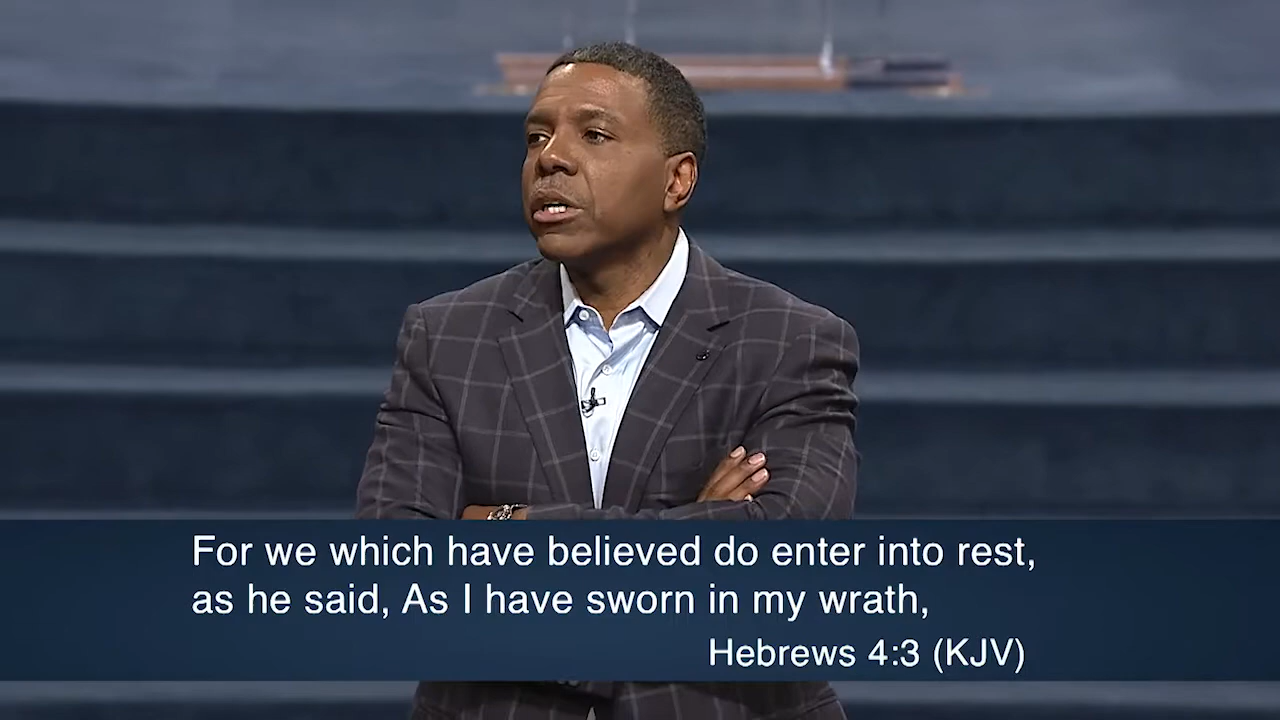 For we which have believed do enter into rest,
as he said, As I have sworn in my wrath,
Hebrews 4:3 (KJV)